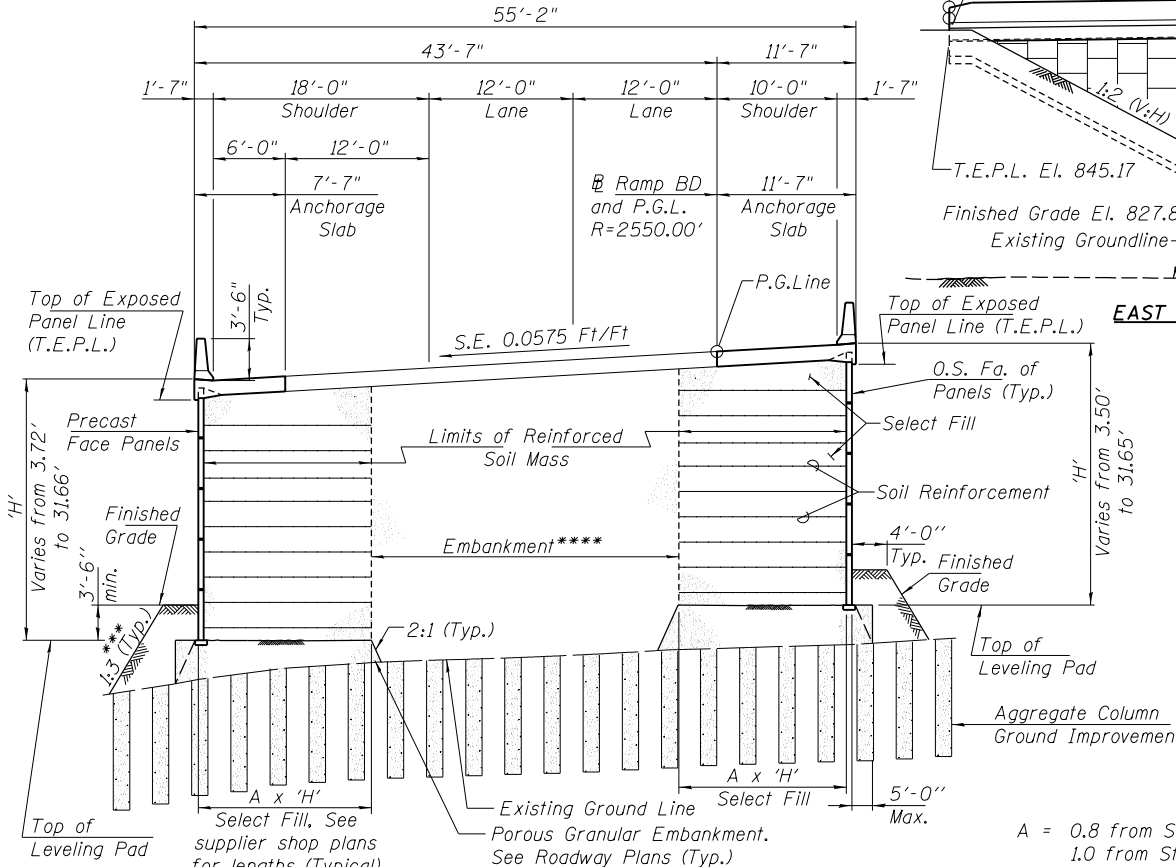 55'-2"
43'-7"
11'-7"
1'-7"
18'-0"
Shoulder
12'-0"
Lane
12'-0"
Lane
10'-0"
Shoulder
1'-7"
6'-0"
12'-0"
7'-7"
Anchorage
Slab
℄ Ramp BD
and P.G.L.
R=2550.00'
11'-7"
Anchorage
Slab
1:2 (V:H)
T.E.P.L. El. 845.17
Finished Grade El. 827.8
Existing Groundline
EAST
Top of Exposed
Panel Line
(T.E.P.L.)
3'-6"
Typ.
S.E. 0.0575 Ft/Ft
P.G.Line
Top of Exposed
Panel Line (T.E.P.L.)
O.S. Fa. of
Panels (Typ.)
Select Fill
Soil Reinforcement
Precast
Face Panels
Limits of Reinforced
Soil Mass
'H'
Varies from 3.72'
to 31.66'
'H'
Varies from 3.50'
to 31.65'
Finished
Grade
3'-6"
min.
Embankment****
4'-0"
Typ.
Finished
Grade
***
1:3 (Typ.)
2:1 (Typ.)
Top of
Leveling Pad
Aggregate Column
Ground Improvemen
A x 'H'
Select Fill, See
supplier shop plans
for lengths (Typical)
A x 'H'
Select Fill
5'-0"
Max.
Existing Ground Line
Porous Granular Embankment.
See Roadway Plans (Typ.)
Top of
Leveling Pad
A = 0.8 from S
1.0 from St